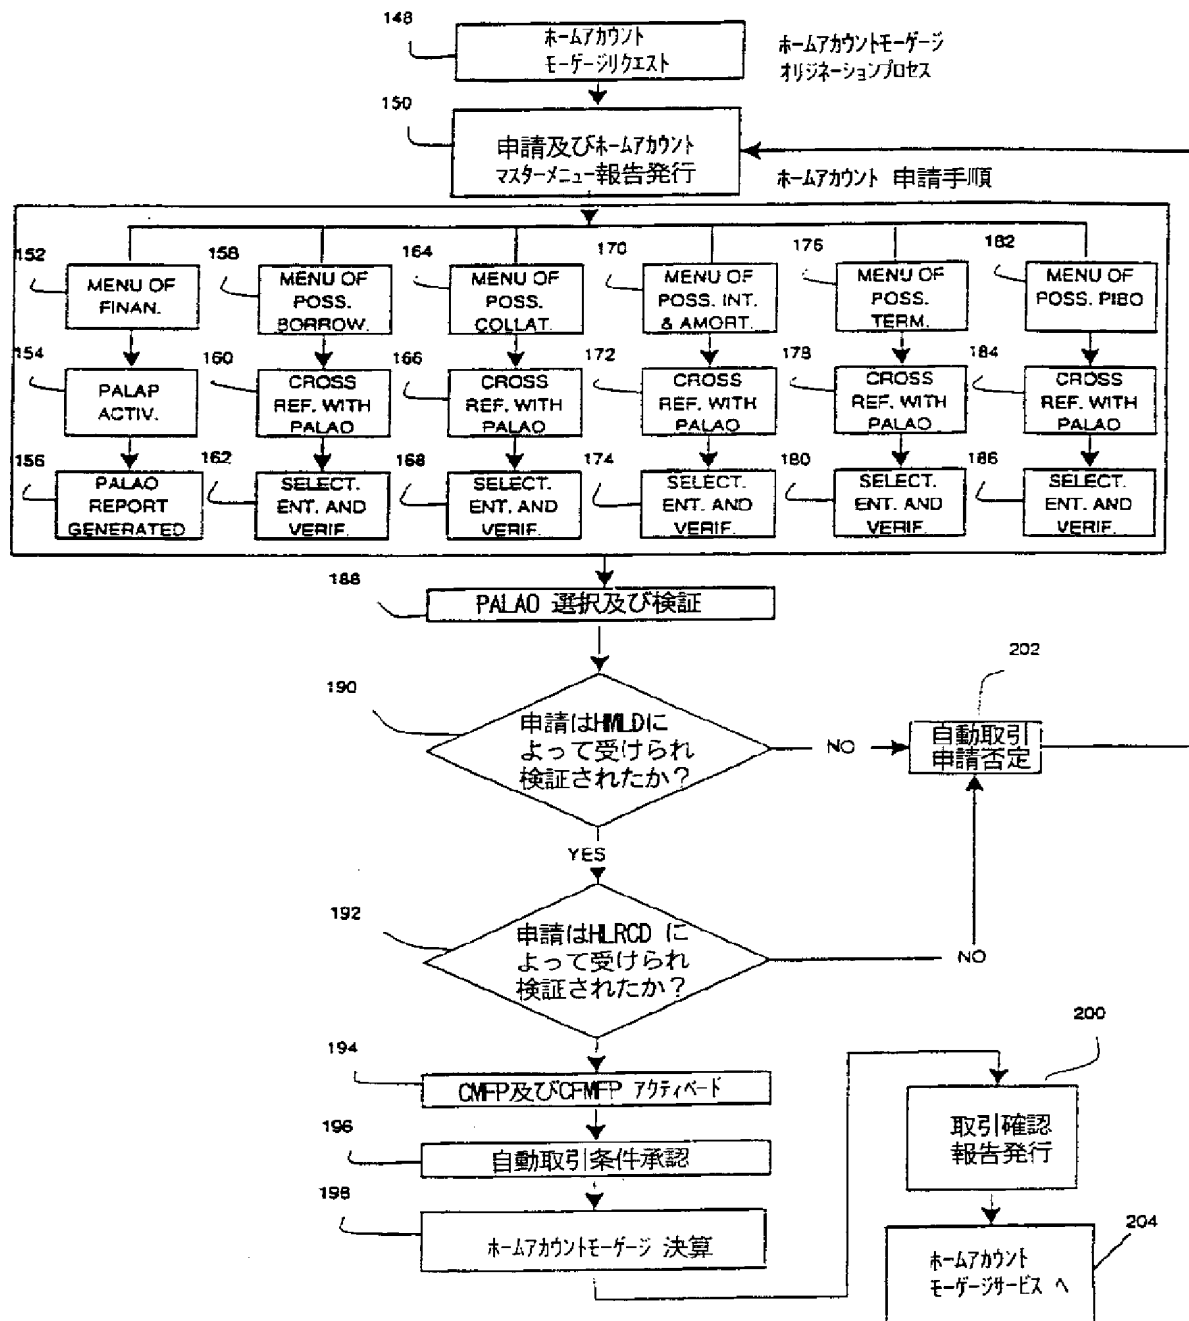 148
ホームアカウント
モーゲージリクエスト
ホームアカウントモーゲージ
オリジネーションプロセス
150
申請及びホームアカウント
マスターメニュー報告発行
ホームアカウント 申請手順
152
MENU OF
FINAN.
158
MENU OF
POSS.
BORROW.
164
MENU OF
POSS.
COLLAT.
170
MENU OF
POSS. INT.
& AMORT.
176
MENU OF
POSS.
TERM.
182
MENU OF
POSS. PIBO
154
PALAP
ACTIV.
160
CROSS
REF. WITH
PALAO
166
CROSS
REF. WITH
PALAO
172
CROSS
REF. WITH
PALAO
178
CROSS
REF. WITH
PALAO
184
CROSS
REF. WITH
PALAO
156
PALAO
REPORT
GENERATED
162
SELECT.
ENT. AND
VERIF.
168
SELECT.
ENT. AND
VERIF.
174
SELECT.
ENT. AND
VERIF.
180
SELECT.
ENT. AND
VERIF.
186
SELECT.
ENT. AND
VERIF.
188
PALAO 選択及び検証
190
申請はHMLDに
よって受けられ
検証されたか？
NO
202
自動取引
申請否定
YES
192
申請はHLRCD に
よって受けられ
検証されたか？
NO
194
CMFP及びCFMFP アクティベート
196
自動取引条件承認
198
ホームアカウントモーゲージ 決算
200
取引確認
報告発行
204
ホームアカウント
モーゲージサービス へ